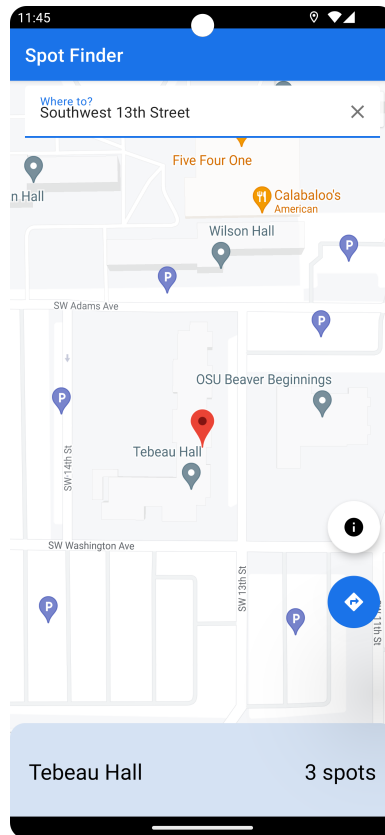 11:45
Spot Finder
Where to?
Southwest 13th Street
Five Four One
n Hall
Calabaloo's
American
Wilson Hall
P
P
SW Adams Ave
P
OSU Beaver Beginnings
P
Tebeau Hall
SW 14th St
SW Washington Ave
SW 13th St
P
P
SW 11th St
Tebeau Hall
3 spots